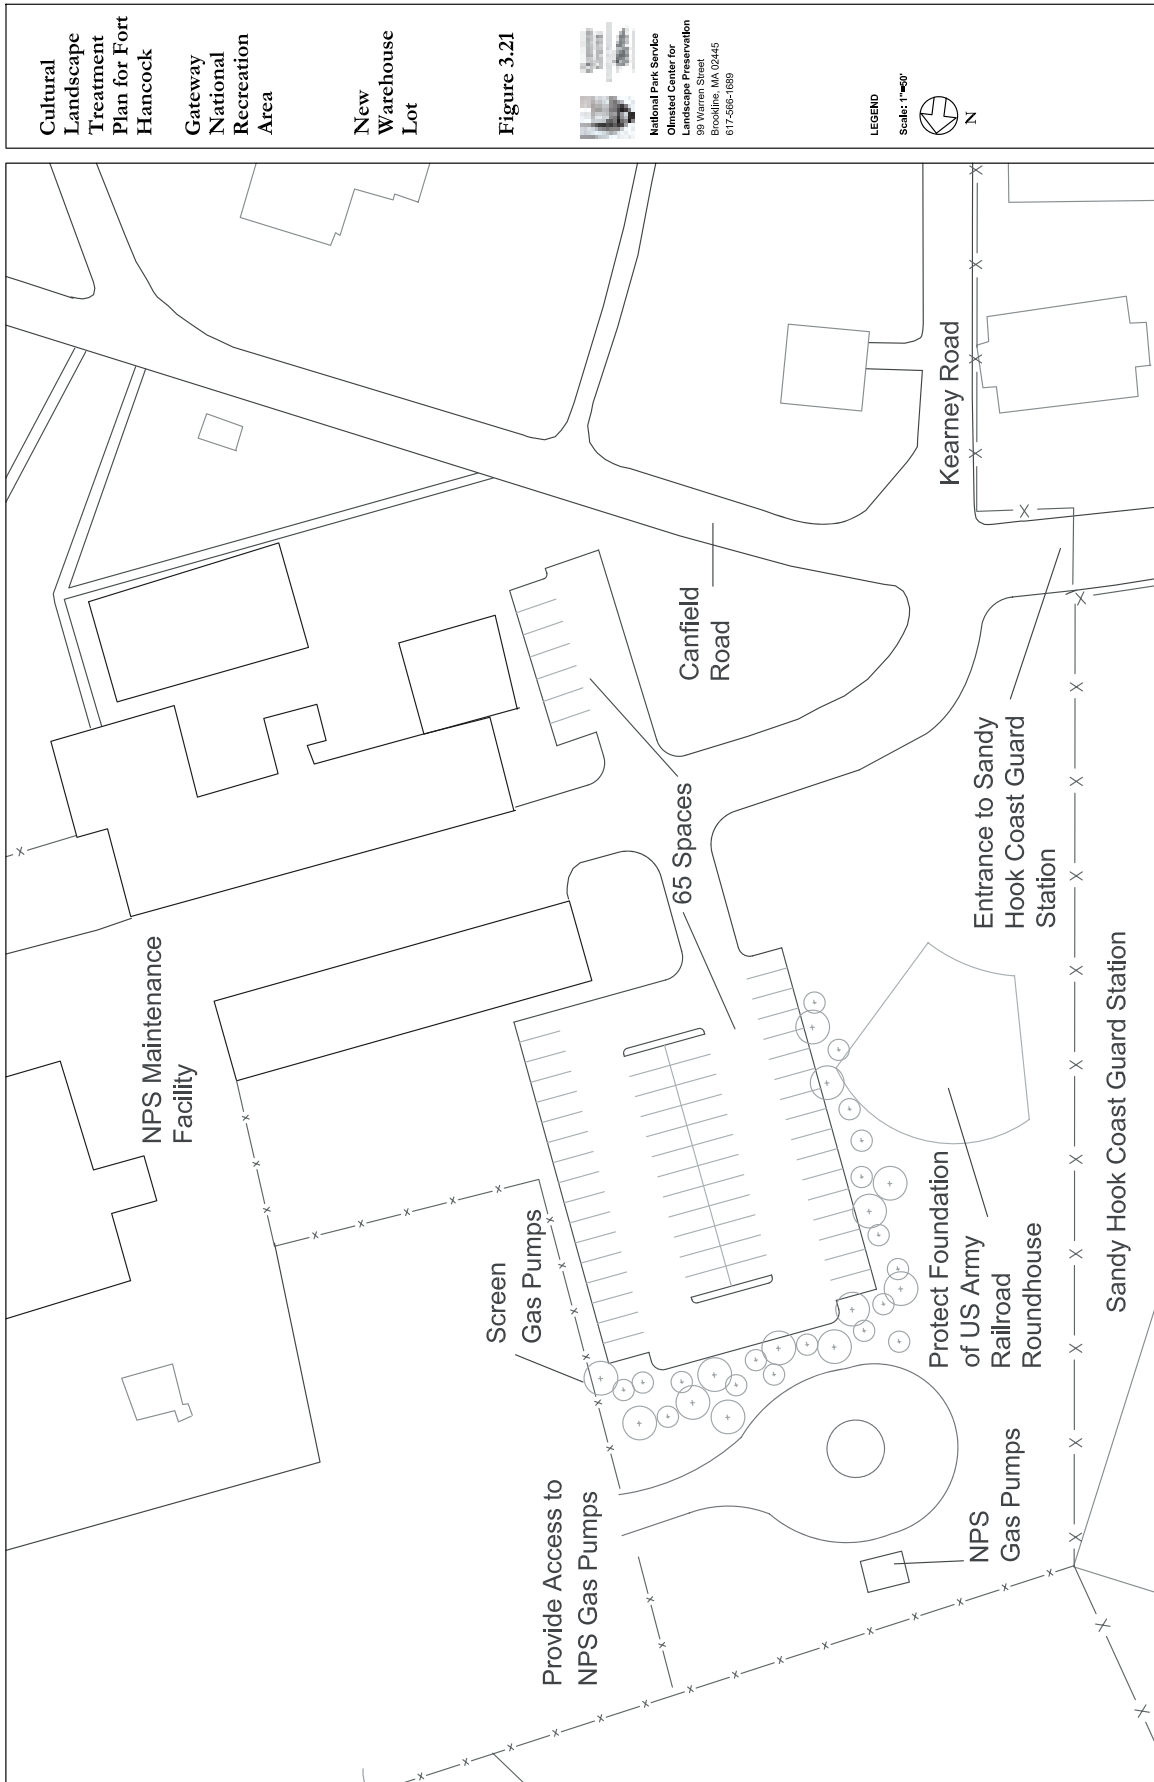 Cultural
Landscape
Treatment
Plan for Fort
Hancock
Gateway
National
Recreation
Area
New
Warehouse
Lot
Figure 3.21
National Park Service
Olmsted Center for
Landscape Preservation
99 Warren Street
Brookline, MA 02445
617-566-1689
LEGEND
Scale: 1"=50'
N
NPS Maintenance
Facility
Screen
Gas Pumps
Provide Access to
NPS Gas Pumps
65 Spaces
Canfield
Road
Kearney Road
Entrance to Sandy
Hook Coast Guard
Station
Protect Foundation
of US Army
Railroad
Roundhouse
NPS
Gas Pumps
Sandy Hook Coast Guard Station